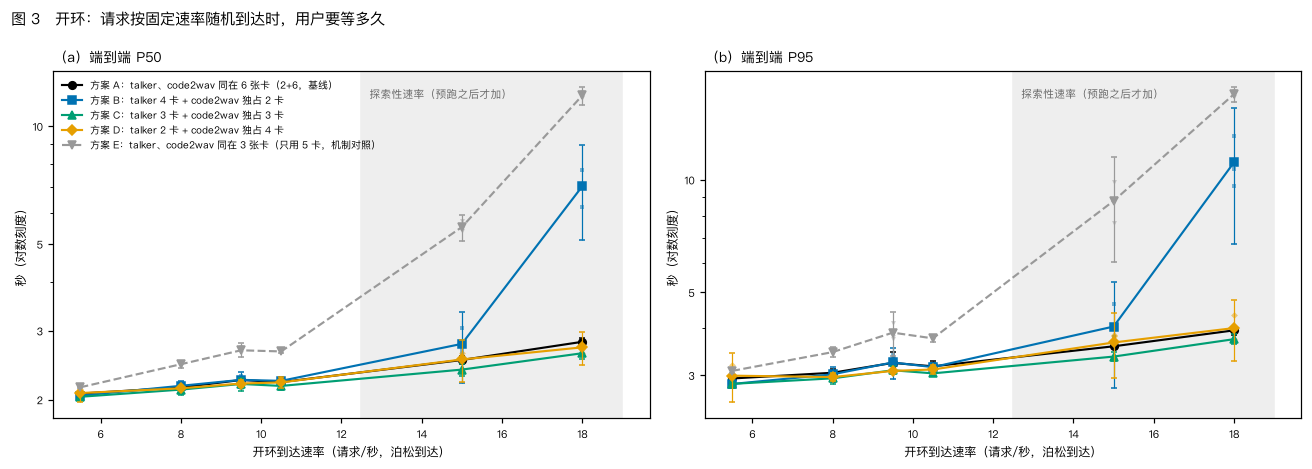 图 3 开环：请求按固定速率随机到达时，用户要等多久
（a）端到端 P50
方案 A：talker、code2wav 同在 6 张卡（2+6，基线）
方案 B：talker 4 卡 + code2wav 独占 2 卡
方案 C：talker 3 卡 + code2wav 独占 3 卡
方案 D：talker 2 卡 + code2wav 独占 4 卡
方案 E：talker、code2wav 同在 3 张卡（只用 5 卡，机制对照）
探索性速率（预跑之后才加）
秒（对数刻度）
10
5
3
2
6 8 10 12 14 16 18
开环到达速率（请求/秒，泊松到达）
（b）端到端 P95
探索性速率（预跑之后才加）
秒（对数刻度）
10
5
3
6 8 10 12 14 16 18
开环到达速率（请求/秒，泊松到达）